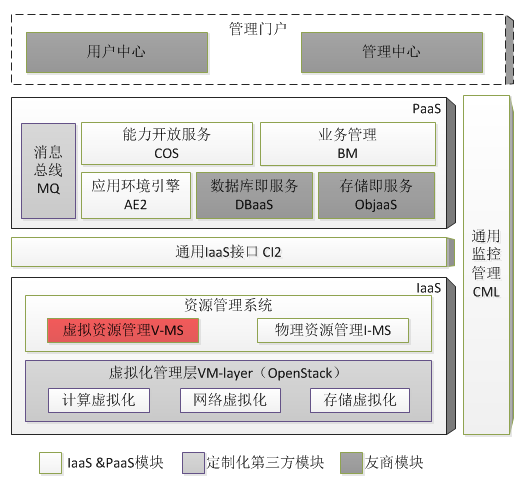 管理门户
用户中心
管理中心
PaaS
消息
总线
MQ
能力开放服务
COS
业务管理
BM
应用环境引擎
AE2
数据库即服务
DBaaS
存储即服务
ObjaaS
通用IaaS接口 CI2
通用
监控
管理
CML
IaaS
资源管理系统
虚拟资源管理V-MS
物理资源管理I-MS
虚拟化管理层VM-layer（OpenStack）
计算虚拟化
网络虚拟化
存储虚拟化
IaaS &PaaS模块
定制化第三方模块
友商模块